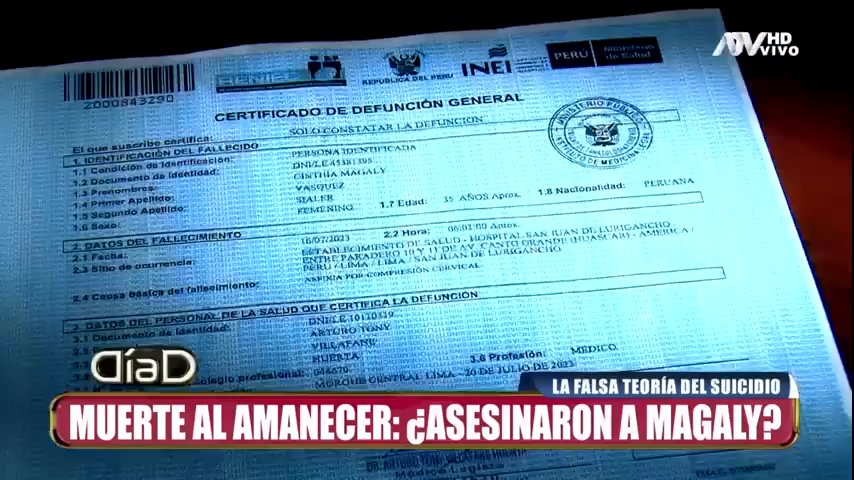 ATV HD
VIVO
2000843290
REPÚBLICA DEL PERÚ
INEI
PERÚ Ministerio de Salud
CERTIFICADO DE DEFUNCIÓN GENERAL
MINISTERIO PÚBLICO
El que suscribe certifica: SOLO CONSTATAR LA DEFUNCIÓN
1. IDENTIFICACIÓN DEL FALLECIDO
1.1 Condición de Identificación: PERSONA IDENTIFICADA
1.2 Documento de Identidad:
1.3 Prenombres: CINTHIA MAGALY
1.4 Primer Apellido: VASQUEZ
1.5 Segundo Apellido: SIALER
1.6 Sexo: FEMENINO 1.7 Edad: 35 AÑOS Aprox. 1.8 Nacionalidad: PERUANA
2. DATOS DEL FALLECIMIENTO
2.1 Fecha: 16/07/2023 2.2 Hora: 06:01:00 Aprox.
2.3 Sitio de ocurrencia: ESTABLECIMIENTO DE SALUD - HOSPITAL SAN JUAN DE LURIGANCHO
ENTRE PARADERO 10 Y 11 DE AV. CANTO GRANDE (HUASCAR) - AMERICA /
PERU / LIMA / LIMA / SAN JUAN DE LURIGANCHO
2.4 Causa básica del fallecimiento: ASFIXIA POR COMPRESIÓN CERVICAL
3. DATOS DEL PERSONAL DE LA SALUD QUE CERTIFICA LA DEFUNCIÓN
3.1 Documento de Identidad:
ARTURO TONY
VILLAFANE
HUERTA 3.6 Profesión: MEDICO
colegio profesional:
MORGUE CENTRAL LIMA - 20 DE JULIO DE 2023
DíaD
LA FALSA TEORÍA DEL SUICIDIO
MUERTE AL AMANECER: ¿ASESINARON A MAGALY?